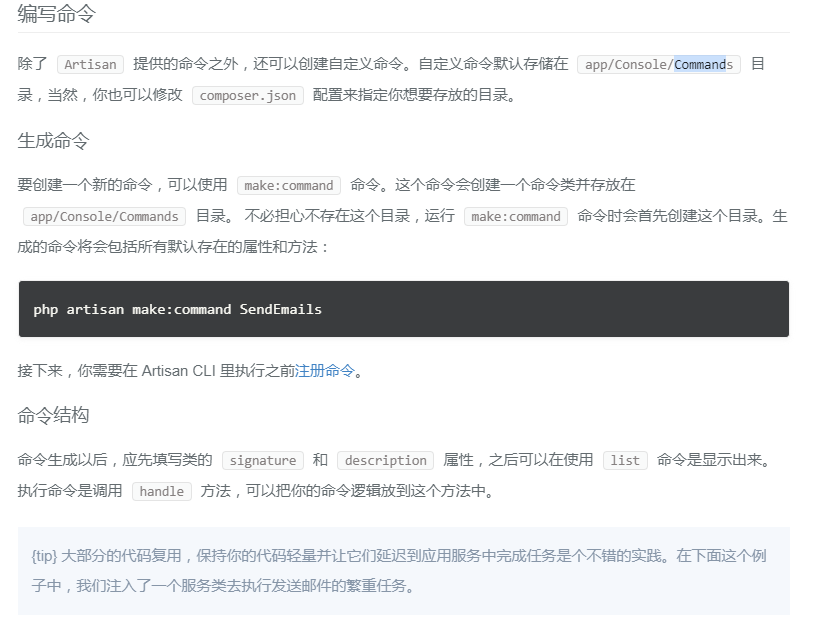 编写命令
除了 Artisan 提供的命令之外，还可以创建自定义命令。自定义命令默认存储在 app/Console/Commands 目
录，当然，你也可以修改 composer.json 配置来指定你想要存放的目录。
生成命令
要创建一个新的命令，可以使用 make:command 命令。这个命令会创建一个命令类并存放在
app/Console/Commands 目录。 不必担心不存在这个目录，运行 make:command 命令时会首先创建这个目录。生
成的命令将会包括所有默认存在的属性和方法：
php artisan make:command SendEmails
接下来，你需要在 Artisan CLI 里执行之前注册命令。
命令结构
命令生成以后，应先填写类的 signature 和 description 属性，之后可以在使用 list 命令是显示出来。
执行命令是调用 handle 方法，可以把你的命令逻辑放到这个方法中。
{tip} 大部分的代码复用，保持你的代码轻量并让它们延迟到应用服务中完成任务是个不错的实践。在下面这个例
子中，我们注入了一个服务类去执行发送邮件的繁重任务。